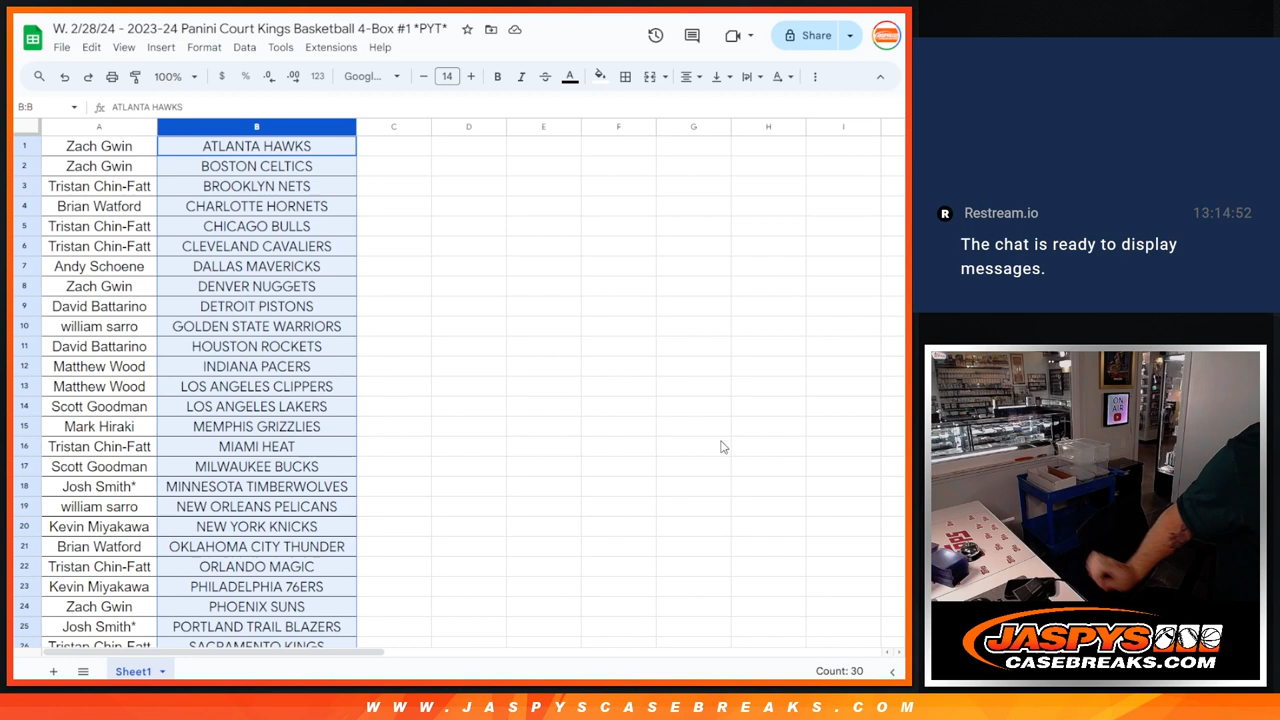 W. 2/28/24 - 2023-24 Panini Court Kings Basketball 4-Box #1 *PYT*
File Edit View Insert Format Data Tools Extensions Help
Share
100% $ % .0 .00 123 Googl... 14 B I A
B:B fx ATLANTA HAWKS
A B C D E F G H I
1 Zach Gwin ATLANTA HAWKS
2 Zach Gwin BOSTON CELTICS
3 Tristan Chin-Fatt BROOKLYN NETS
4 Brian Watford CHARLOTTE HORNETS
5 Tristan Chin-Fatt CHICAGO BULLS
6 Tristan Chin-Fatt CLEVELAND CAVALIERS
7 Andy Schoene DALLAS MAVERICKS
8 Zach Gwin DENVER NUGGETS
9 David Battarino DETROIT PISTONS
10 william sarro GOLDEN STATE WARRIORS
11 David Battarino HOUSTON ROCKETS
12 Matthew Wood INDIANA PACERS
13 Matthew Wood LOS ANGELES CLIPPERS
14 Scott Goodman LOS ANGELES LAKERS
15 Mark Hiraki MEMPHIS GRIZZLIES
16 Tristan Chin-Fatt MIAMI HEAT
17 Scott Goodman MILWAUKEE BUCKS
18 Josh Smith* MINNESOTA TIMBERWOLVES
19 william sarro NEW ORLEANS PELICANS
20 Kevin Miyakawa NEW YORK KNICKS
21 Brian Watford OKLAHOMA CITY THUNDER
22 Tristan Chin-Fatt ORLANDO MAGIC
23 Kevin Miyakawa PHILADELPHIA 76ERS
24 Zach Gwin PHOENIX SUNS
25 Josh Smith* PORTLAND TRAIL BLAZERS
26 Tristan Chin-Fatt SACRAMENTO KINGS
Sheet1 Count: 30
R Restream.io 13:14:52
The chat is ready to display
messages.
ON
AIR
JASPYS
CASEBREAKS.COM
WWW.JASPYSCASEBREAKS.COM